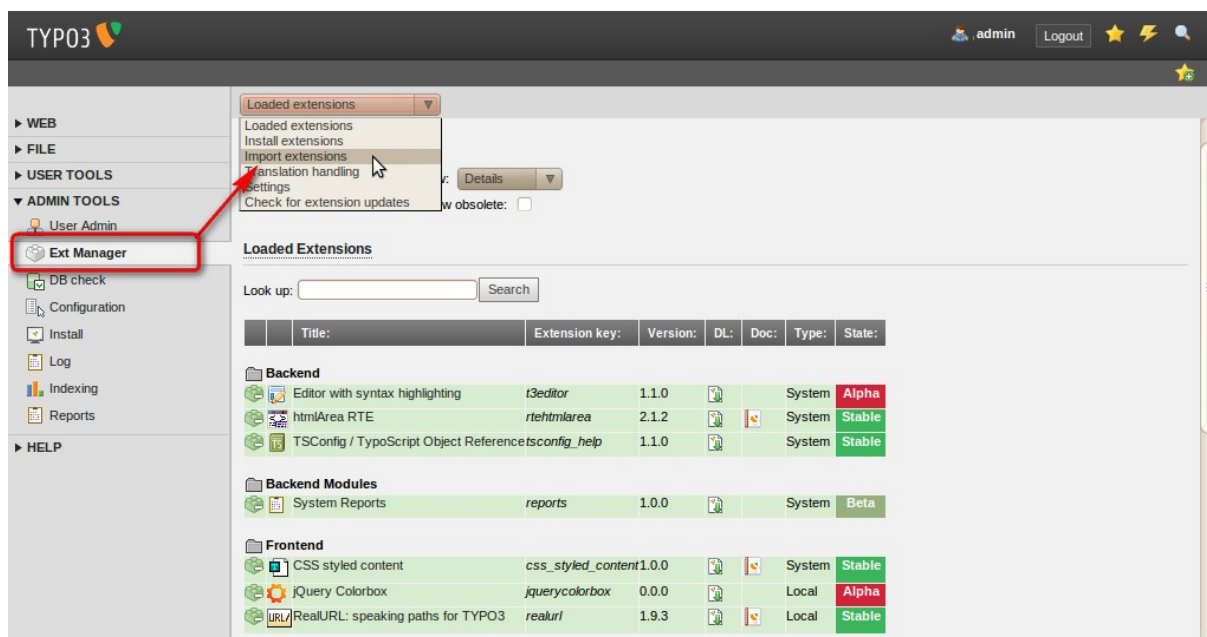 TYPO3
admin Logout
Loaded extensions
WEB
FILE
USER TOOLS
ADMIN TOOLS
User Admin
Ext Manager
DB check
Configuration
Install
Log
Indexing
Reports
HELP
Loaded extensions
Install extensions
Import extensions
Translation handling
Settings
Check for extension updates
Details
obsolete:
Loaded Extensions
Look up: Search
Title: Extension key: Version: DL: Doc: Type: State:
Backend
Editor with syntax highlighting t3editor 1.1.0 System Alpha
htmlArea RTE rtehtmlarea 2.1.2 System Stable
TSConfig / TypoScript Object Reference tsconfig_help 1.1.0 System Stable
Backend Modules
System Reports reports 1.0.0 System Beta
Frontend
CSS styled content css_styled_content 1.0.0 System Stable
jQuery Colorbox jquerycolorbox 0.0.0 Local Alpha
URL/ RealURL: speaking paths for TYPO3 realurl 1.9.3 Local Stable